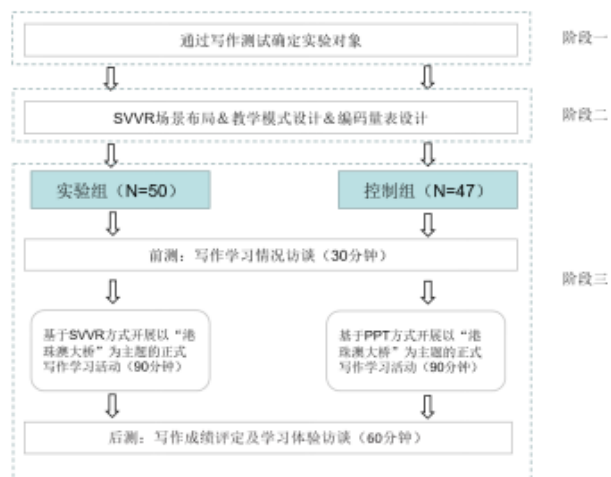 通过写作测试确定实验对象
阶段一
SVVR场景布局&教学模式设计&编码量表设计
阶段二
实验组（N=50）
控制组（N=47）
前测：写作学习情况访谈（30分钟）
阶段三
基于SVVR方式开展以“港
珠澳大桥”为主题的正式
写作学习活动（90分钟）
基于PPT方式开展以“港
珠澳大桥”为主题的正式
写作学习活动（90分钟）
后测：写作成绩评定及学习体验访谈（60分钟）